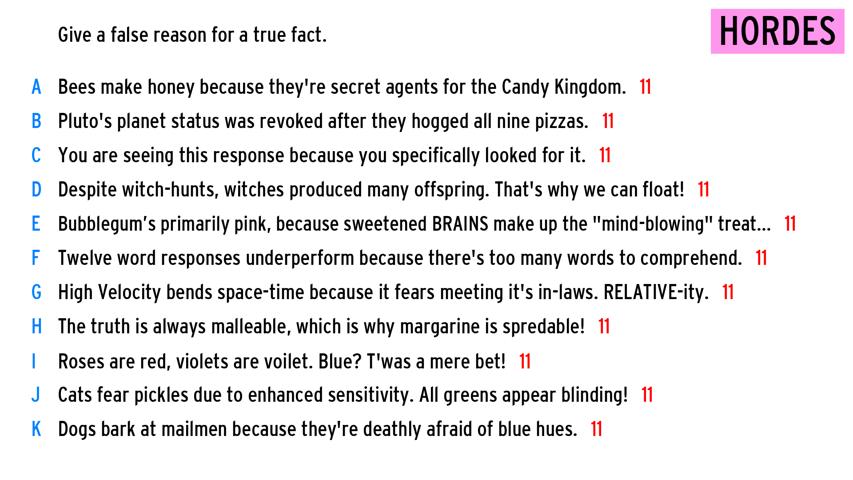 Give a false reason for a true fact.
HORDES
A Bees make honey because they're secret agents for the Candy Kingdom. 11
B Pluto's planet status was revoked after they hogged all nine pizzas. 11
C You are seeing this response because you specifically looked for it. 11
D Despite witch-hunts, witches produced many offspring. That's why we can float! 11
E Bubblegum’s primarily pink, because sweetened BRAINS make up the "mind-blowing" treat... 11
F Twelve word responses underperform because there's too many words to comprehend. 11
G High Velocity bends space-time because it fears meeting it's in-laws. RELATIVE-ity. 11
H The truth is always malleable, which is why margarine is spredable! 11
I Roses are red, violets are voilet. Blue? T'was a mere bet! 11
J Cats fear pickles due to enhanced sensitivity. All greens appear blinding! 11
K Dogs bark at mailmen because they're deathly afraid of blue hues. 11